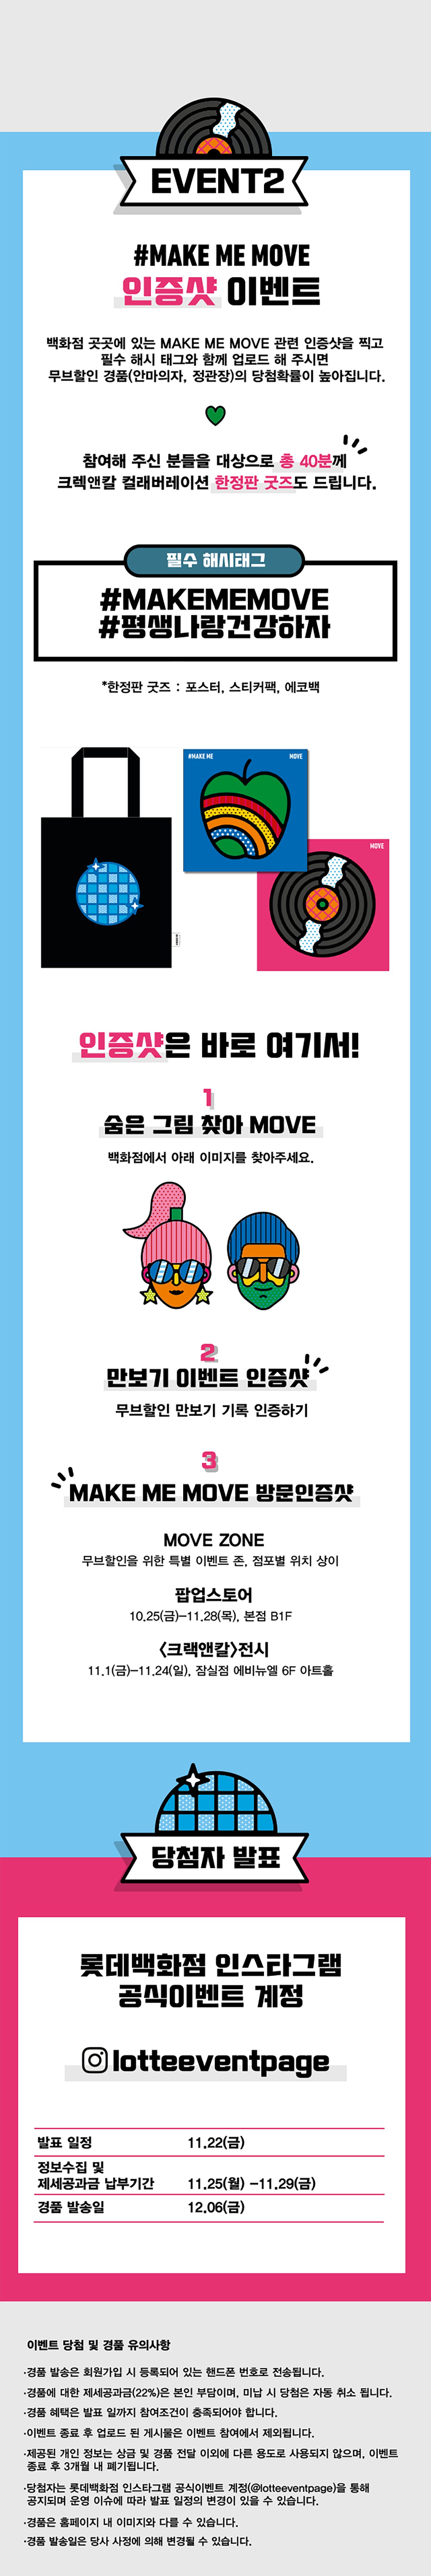 EVENT2
#MAKE ME MOVE
인증샷 이벤트
백화점 곳곳에 있는 MAKE ME MOVE 관련 인증샷을 찍고
필수 해시 태그와 함께 업로드 해 주시면
무브할인 경품(안마의자, 정관장)의 당첨확률이 높아집니다.
참여해 주신 분들을 대상으로 총 40분께
크렉앤칼 컬래버레이션 한정판 굿즈도 드립니다.
필수 해시태그
#MAKEMEMOVE
#평생나랑건강하자
*한정판 굿즈 : 포스터, 스티커팩, 에코백
#MAKE ME MOVE
MOVE
인증샷은 바로 여기서!
1
숨은 그림 찾아 MOVE
백화점에서 아래 이미지를 찾아주세요.
2
만보기 이벤트 인증샷
무브할인 만보기 기록 인증하기
3
MAKE ME MOVE 방문인증샷
MOVE ZONE
무브할인을 위한 특별 이벤트 존, 점포별 위치 상이
팝업스토어
10.25(금)-11.28(목), 본점 B1F
<크랙앤칼>전시
11.1(금)-11.24(일), 잠실점 에비뉴엘 6F 아트홀
당첨자 발표
롯데백화점 인스타그램
공식이벤트 계정
lotteeventpage
발표 일정 11.22(금)
정보수집 및
제세공과금 납부기간 11.25(월) -11.29(금)
경품 발송일 12.06(금)
이벤트 당첨 및 경품 유의사항
·경품 발송은 회원가입 시 등록되어 있는 핸드폰 번호로 전송됩니다.
·경품에 대한 제세공과금(22%)은 본인 부담이며, 미납 시 당첨은 자동 취소 됩니다.
·경품 혜택은 발표 일까지 참여조건이 충족되어야 합니다.
·이벤트 종료 후 업로드 된 게시물은 이벤트 참여에서 제외됩니다.
·제공된 개인 정보는 상금 및 경품 전달 이외에 다른 용도로 사용되지 않으며, 이벤트
종료 후 3개월 내 폐기됩니다.
·당첨자는 롯데백화점 인스타그램 공식이벤트 계정(@lotteeventpage)을 통해
공지되며 운영 이슈에 따라 발표 일정의 변경이 있을 수 있습니다.
·경품은 홈페이지 내 이미지와 다를 수 있습니다.
·경품 발송일은 당사 사정에 의해 변경될 수 있습니다.